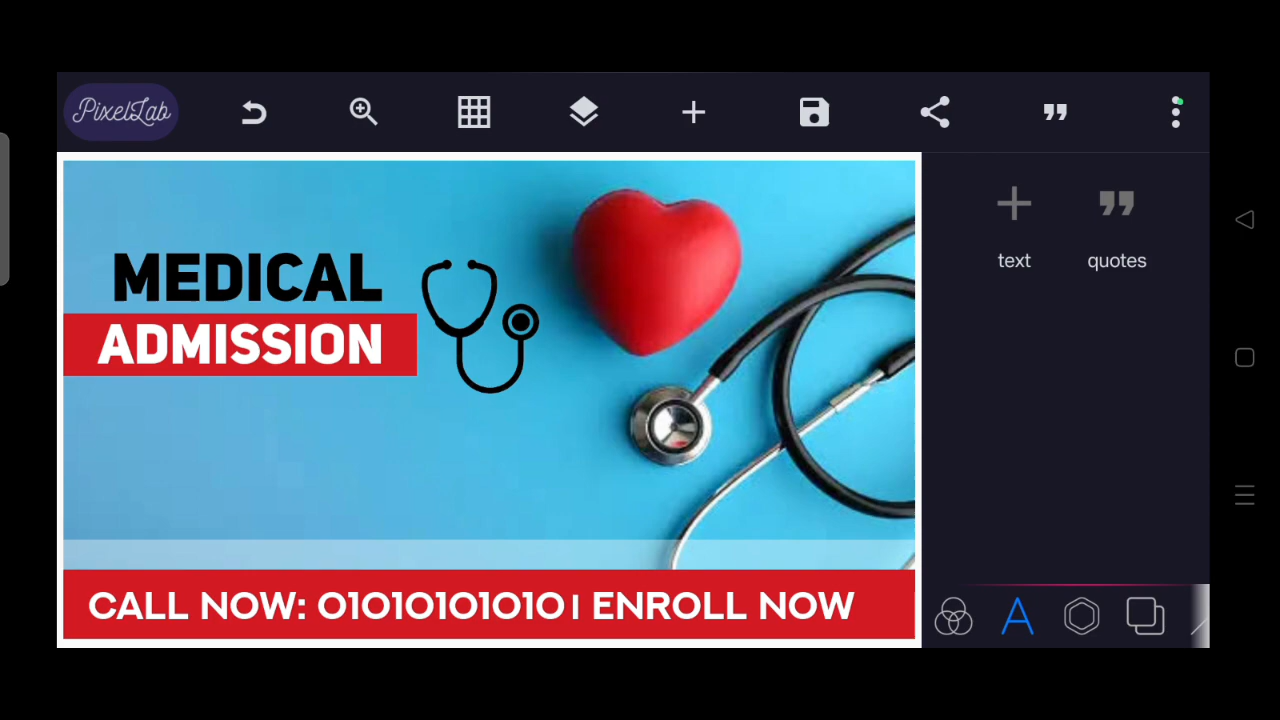 PixelLab
text
quotes
MEDICAL
ADMISSION
CALL NOW: 01010101010 | ENROLL NOW